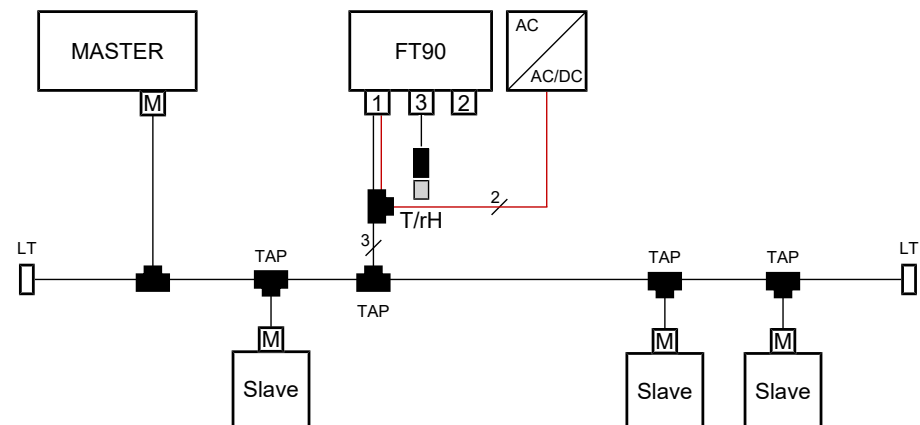 MASTER
FT90
AC
AC/DC
M
1
3
2
2
T/rH
3
LT
TAP
TAP
TAP
TAP
LT
M
M
M
Slave
Slave
Slave